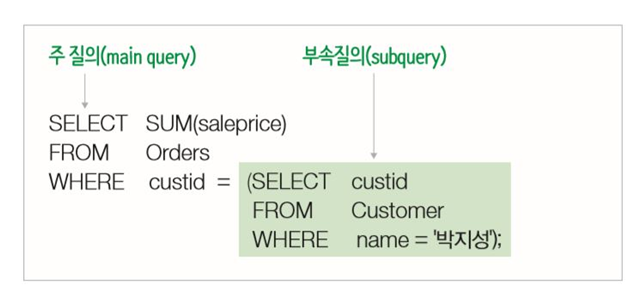 주 질의(main query) 부속질의(subquery)
SELECT SUM(saleprice)
FROM Orders
WHERE custid = (SELECT custid
FROM Customer
WHERE name = '박지성');